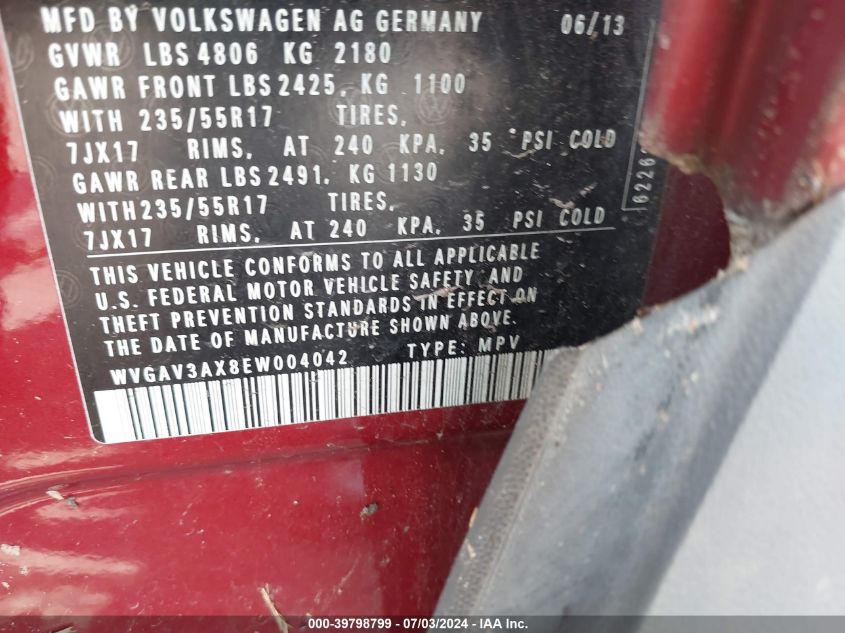 MFD BY VOLKSWAGEN AG GERMANY 06/13
GVWR LBS 4806 KG 2180
GAWR FRONT LBS 2425, KG 1100
WITH 235/55R17 TIRES,
7JX17 RIMS, AT 240 KPA, 35 PSI COLD
GAWR REAR LBS 2491, KG 1130
WITH 235/55R17 TIRES,
7JX17 RIMS, AT 240 KPA, 35 PSI COLD
THIS VEHICLE CONFORMS TO ALL APPLICABLE
U.S. FEDERAL MOTOR VEHICLE SAFETY AND
THEFT PREVENTION STANDARDS IN EFFECT ON
THE DATE OF MANUFACTURE SHOWN ABOVE.
WVGAV3AX8EW004042 TYPE: MPV
000-39798799 | 07/03/2024 | Copyright © 2024 IAA, Inc.